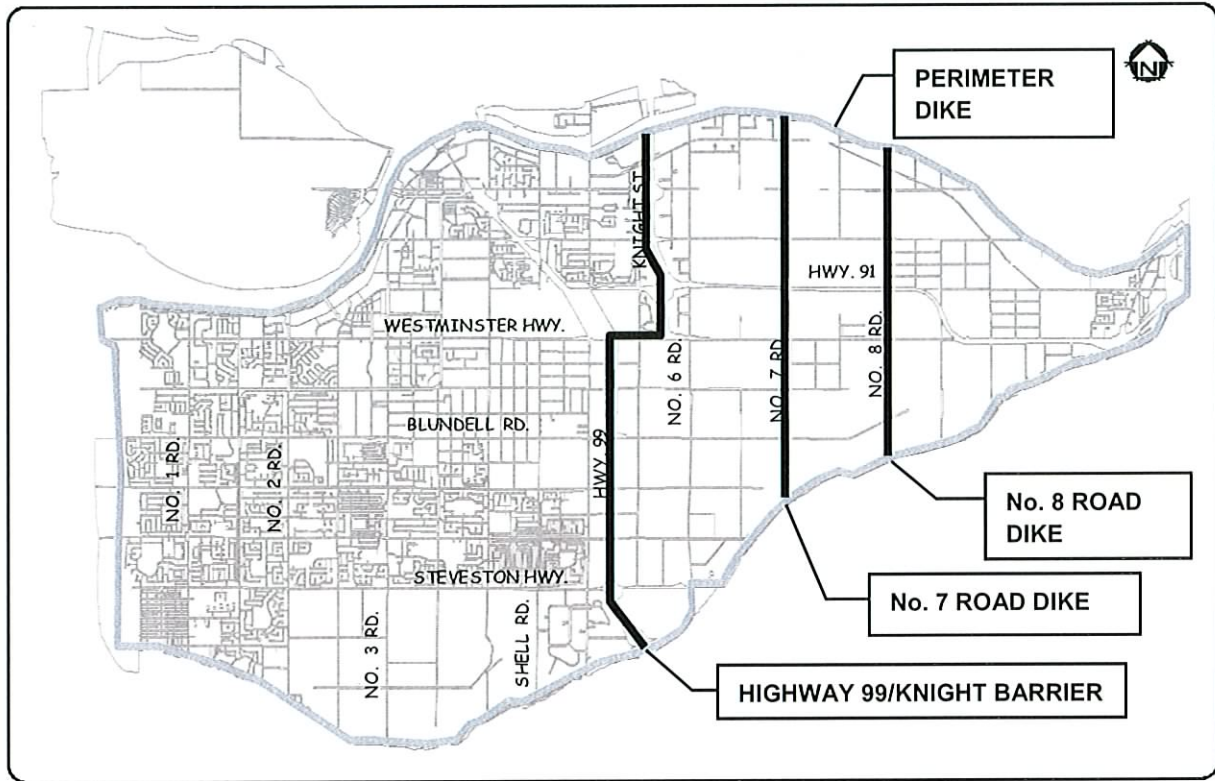 PERIMETER
DIKE
N
KNIGHT ST
HWY. 91
WESTMINSTER HWY.
NO. 6 RD.
NO. 7 RD.
NO. 8 RD.
BLUNDELL RD.
HWY. 99
NO. 1 RD.
NO. 2 RD.
No. 8 ROAD
DIKE
STEVESTON HWY.
No. 7 ROAD DIKE
NO. 3 RD.
SHELL RD.
HIGHWAY 99/KNIGHT BARRIER